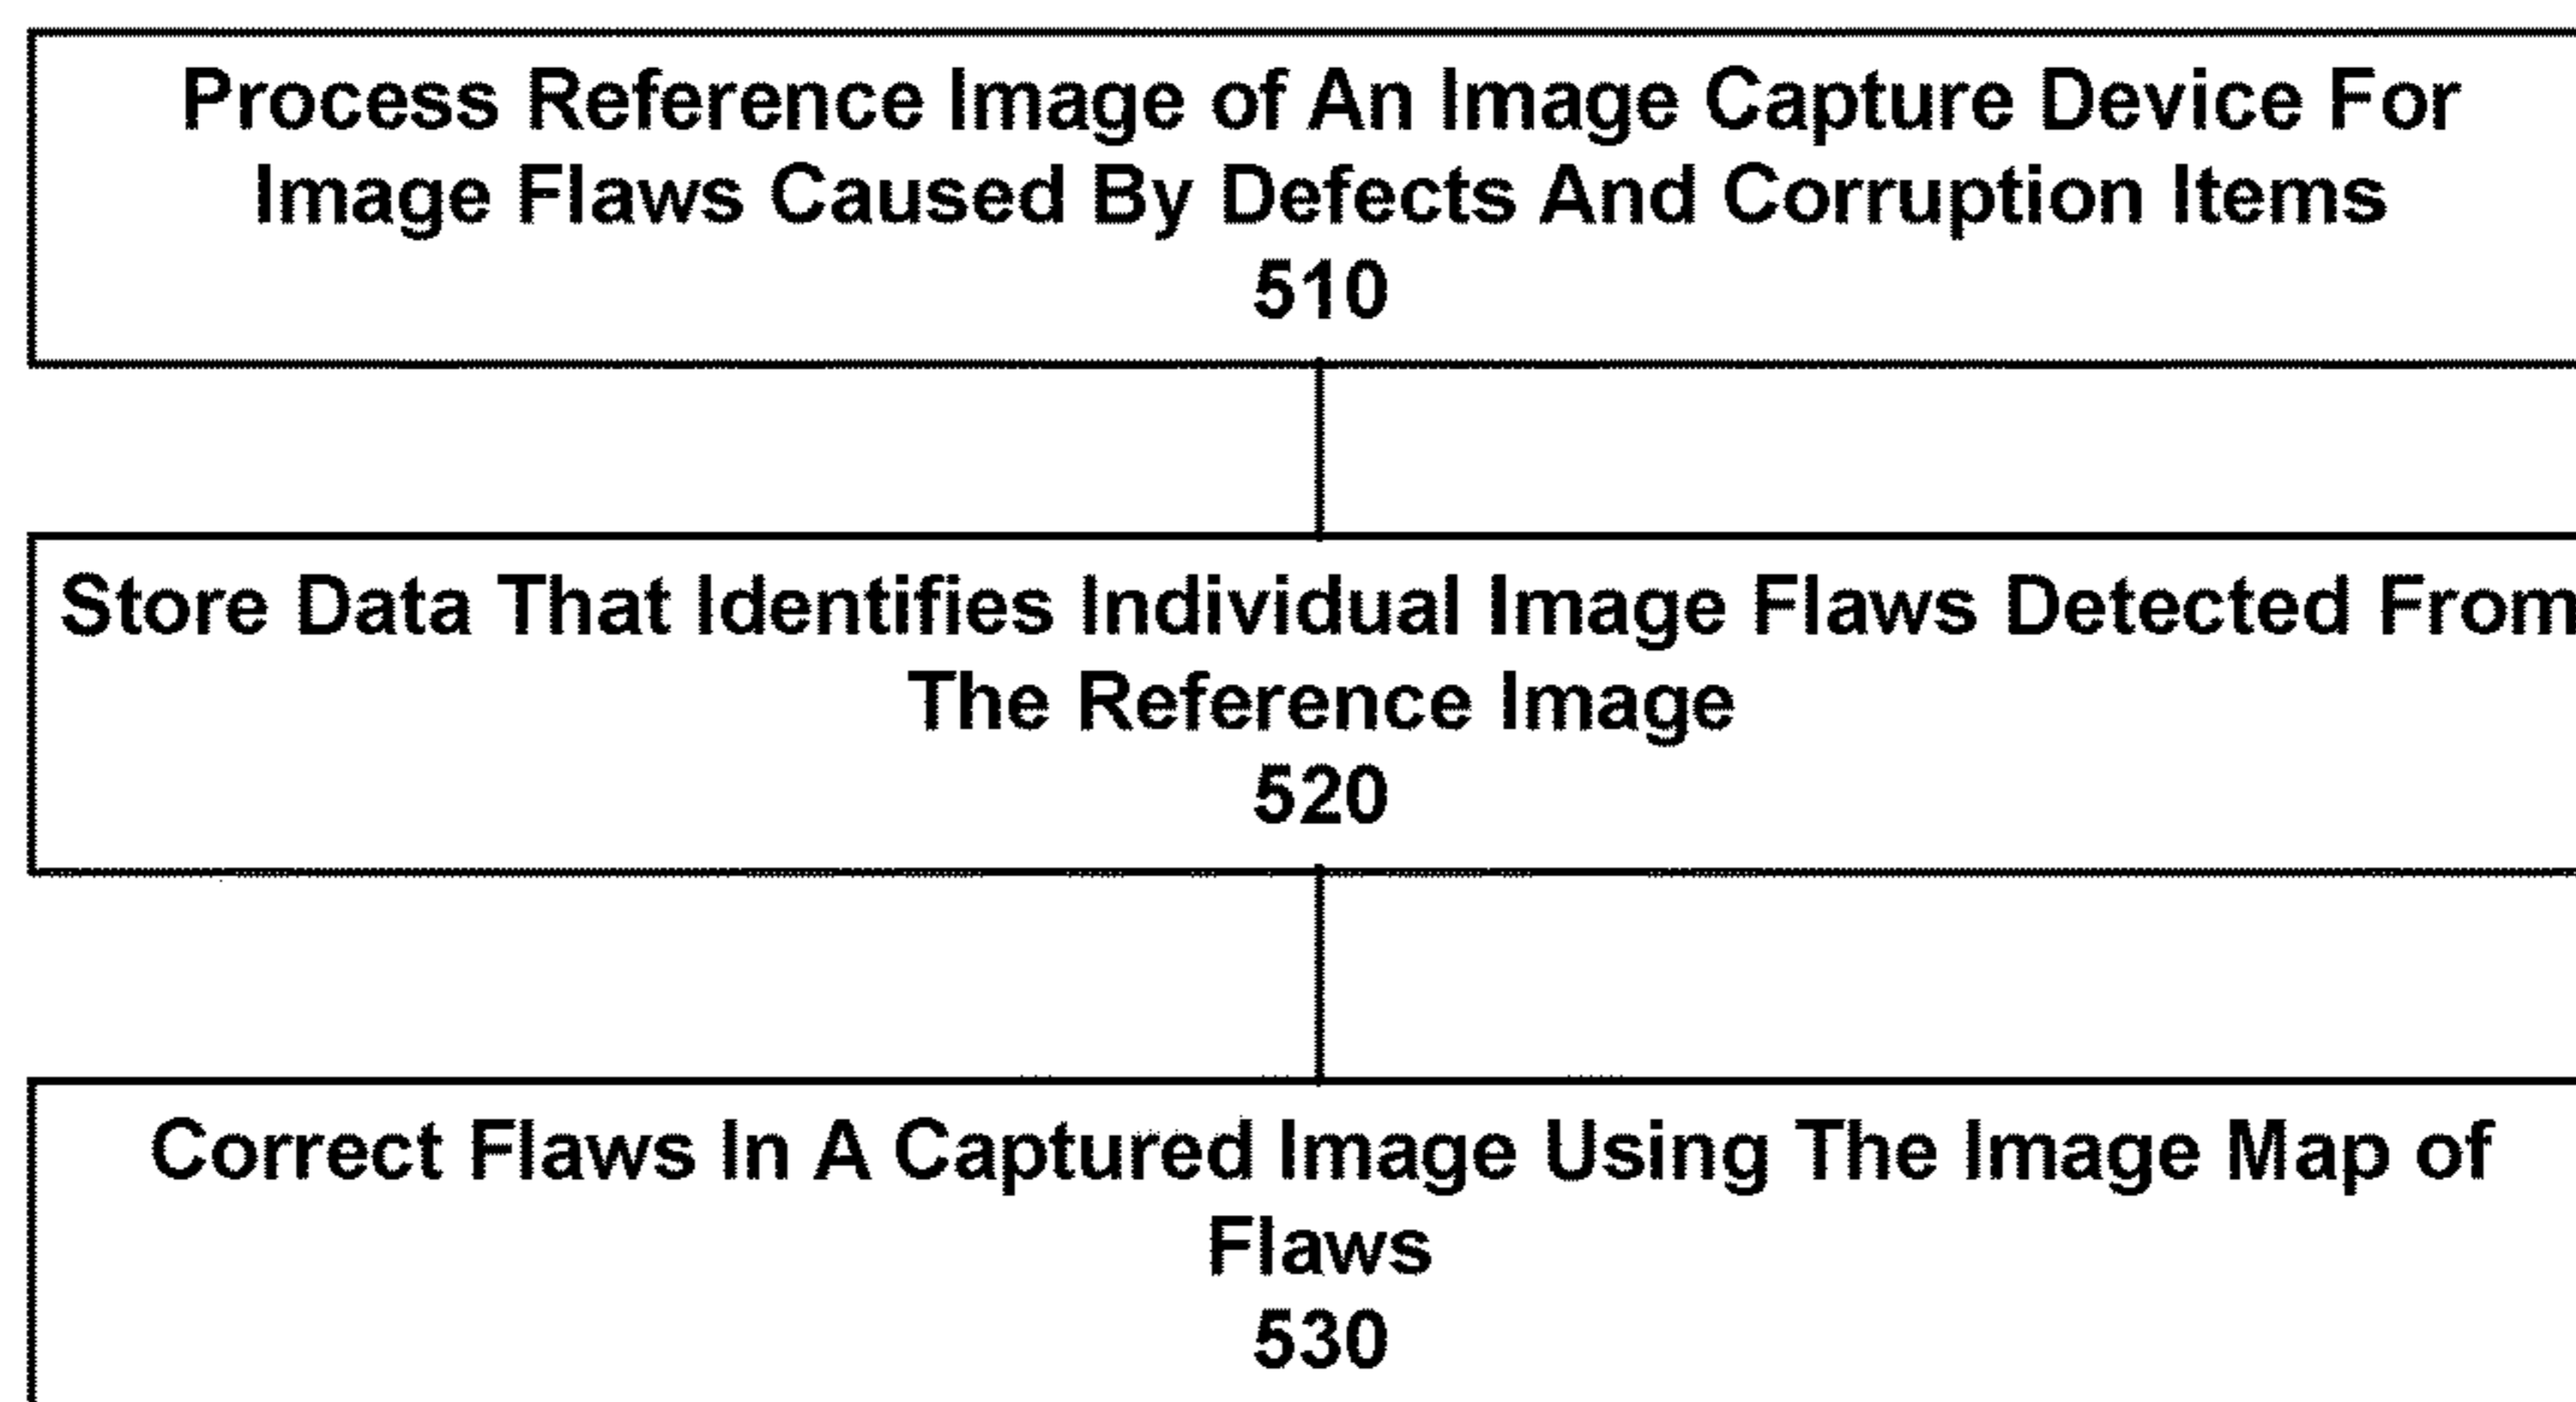 Process Reference Image of An Image Capture Device For
Image Flaws Caused By Defects And Corruption Items
510
Store Data That Identifies Individual Image Flaws Detected From
The Reference Image
520
Correct Flaws In A Captured Image Using The Image Map of
Flaws
530